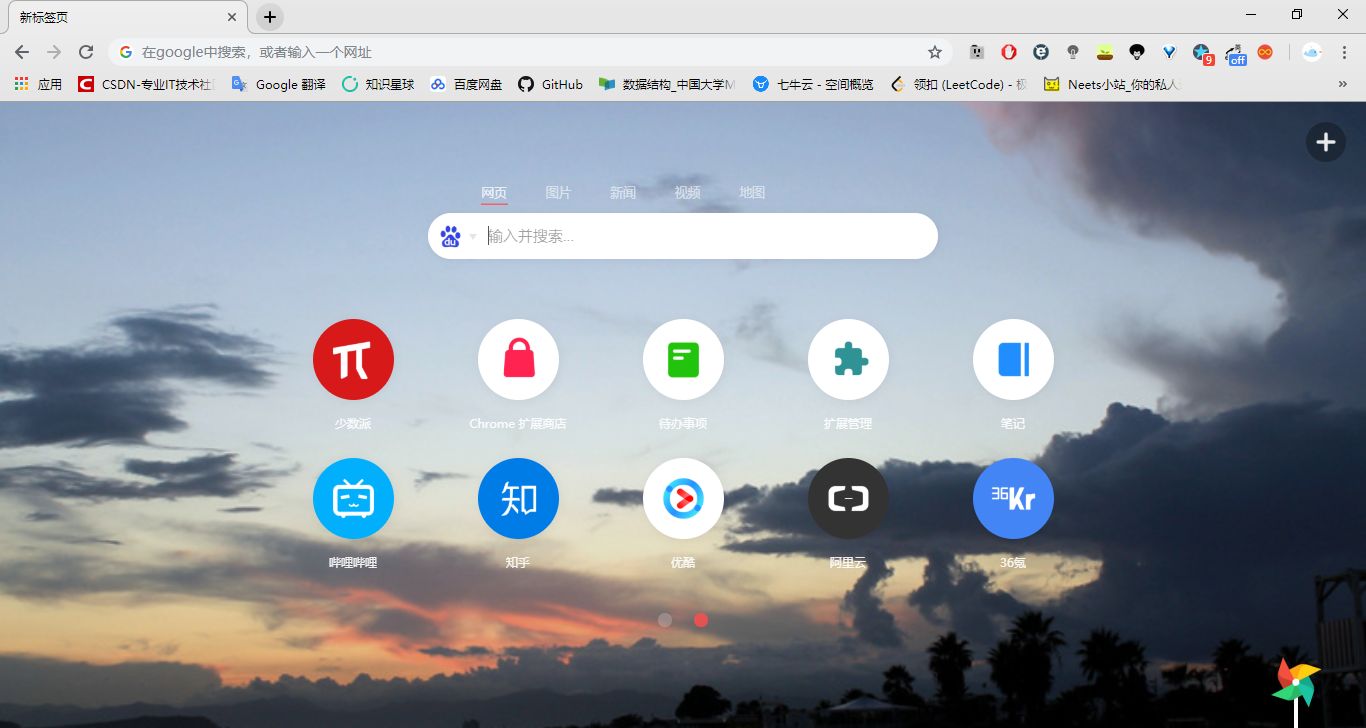 新标签页
在google中搜索，或者输入一个网址
9
off
应用
CSDN-专业IT技术社区
Google 翻译
知识星球
百度网盘
GitHub
数据结构_中国大学M
七牛云 - 空间概览
领扣 (LeetCode) - 极
Neets小站_你的私人
网页
图片
新闻
视频
地图
du
输入并搜索...
少数派
Chrome 扩展商店
待办事项
扩展管理
笔记
知
36Kr
哔哩哔哩
知乎
优酷
阿里云
36氪